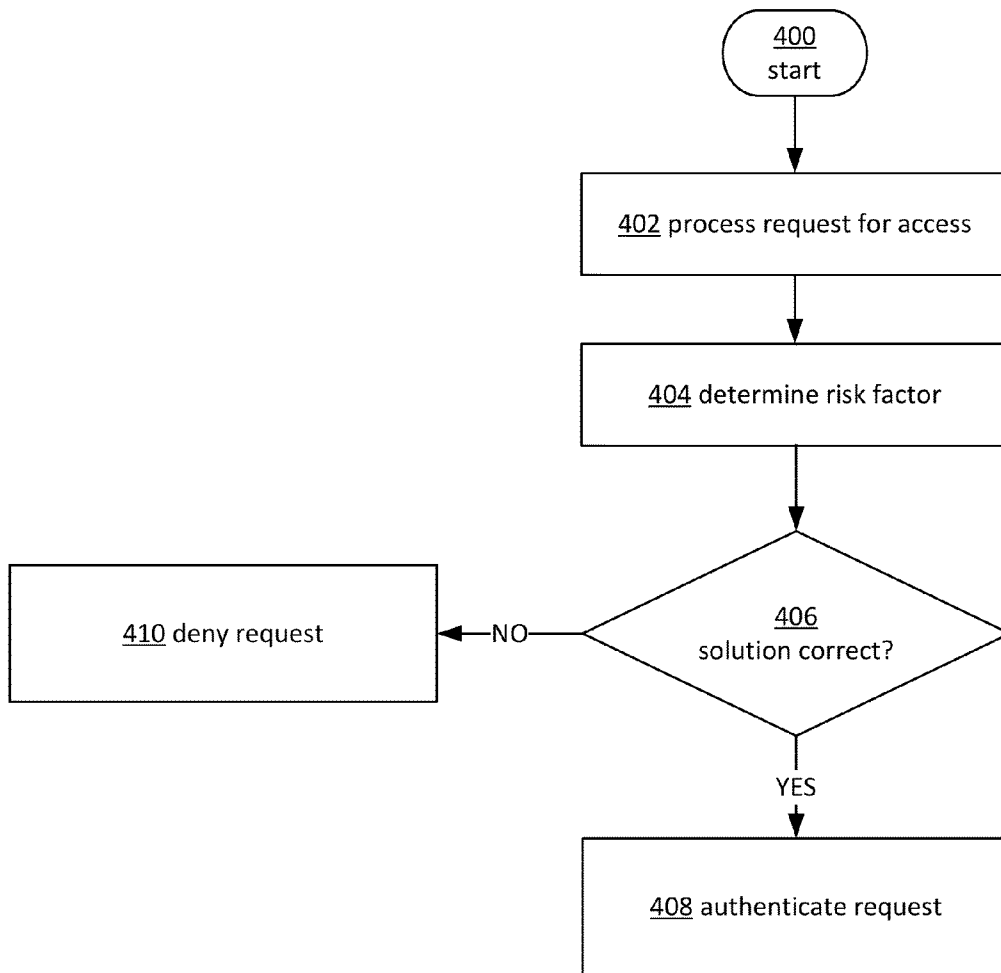 400
start
402 process request for access
404 determine risk factor
406
solution correct?
410 deny request
NO
YES
408 authenticate request